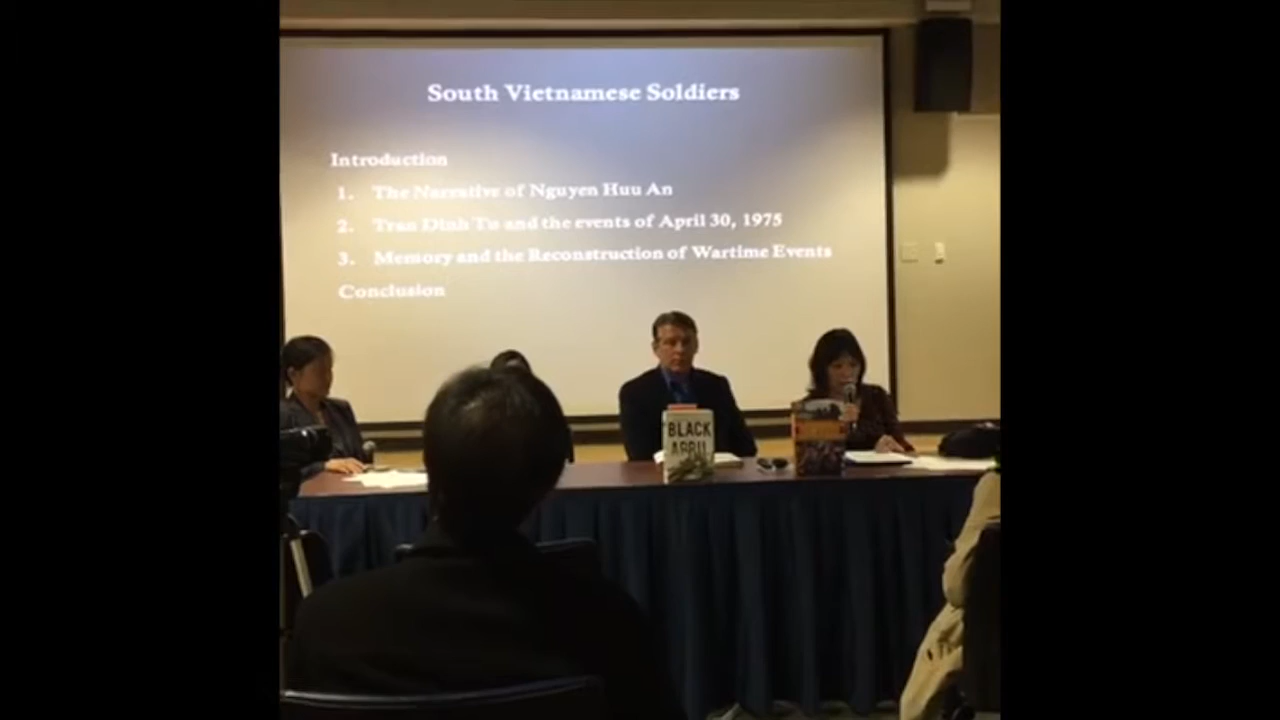 South Vietnamese Soldiers
Introduction
1. The Narrative of Nguyen Huu An
2. Tran Dinh Tu and the events of April 30, 1975
3. Memory and the Reconstruction of Wartime Events
Conclusion
BLACK
APRIL